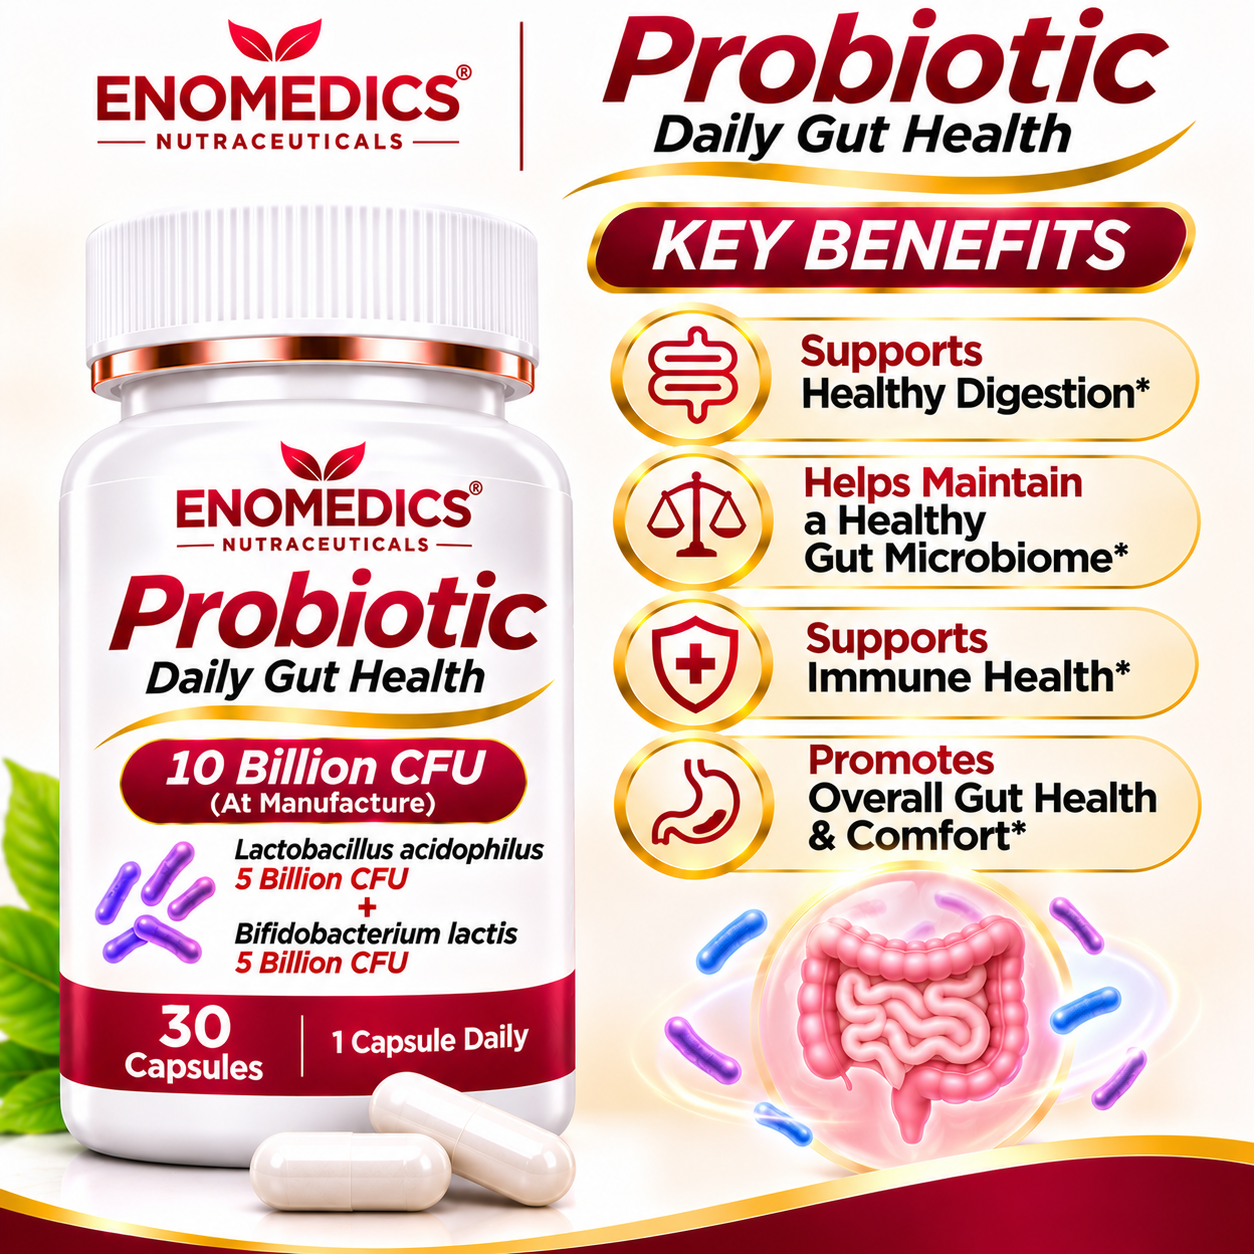 ENOMEDICS®
NUTRACEUTICALS
Probiotic
Daily Gut Health
KEY BENEFITS
Supports
Healthy Digestion*
Helps Maintain
a Healthy
Gut Microbiome*
Supports
Immune Health*
Promotes
Overall Gut Health
& Comfort*
ENOMEDICS®
NUTRACEUTICALS
Probiotic
Daily Gut Health
10 Billion CFU
(At Manufacture)
Lactobacillus acidophilus
5 Billion CFU
+
Bifidobacterium lactis
5 Billion CFU
30
Capsules
1 Capsule Daily